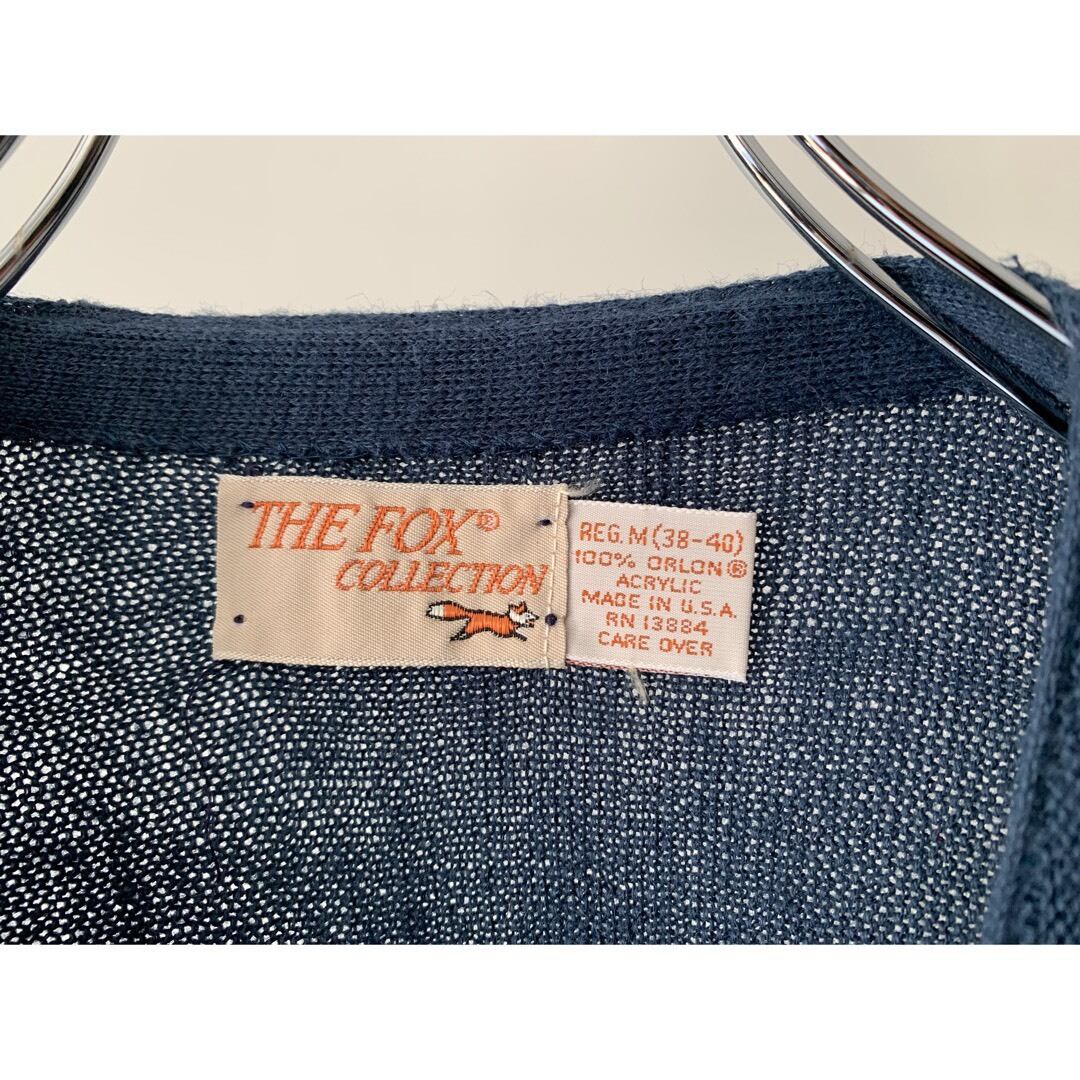 THE FOX®
COLLECTION
REG. M (38-40)
100% ORLON®
ACRYLIC
MADE IN U.S.A.
RN 13884
CARE OVER